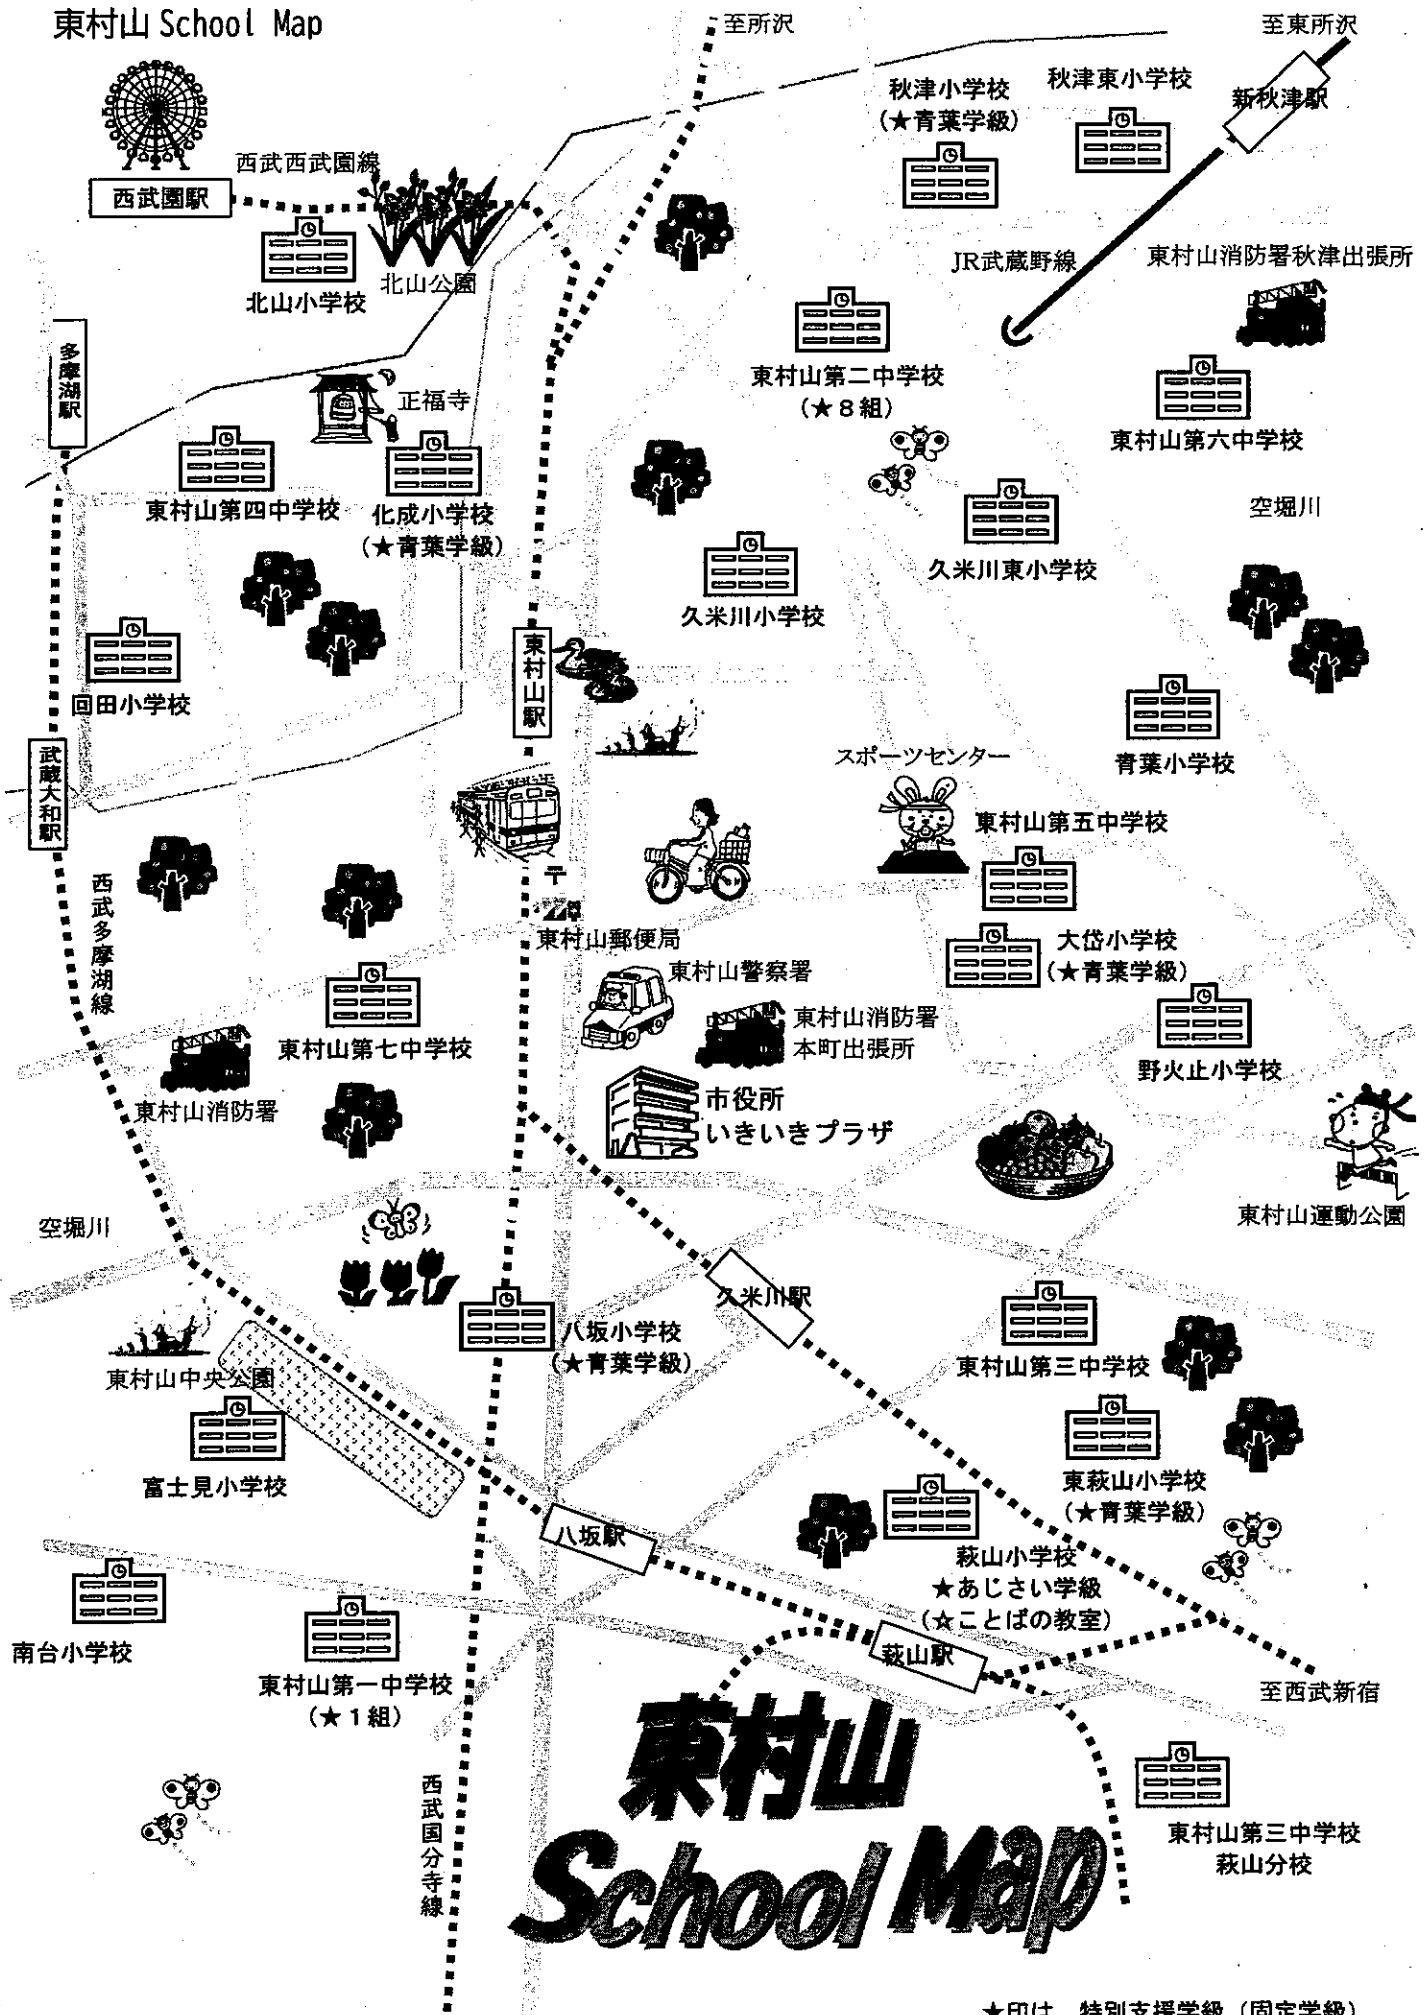 東村山 School Map
至所沢
至東所沢
新秋津駅
秋津小学校
(★青葉学級)
秋津東小学校
西武西武園線
西武園駅
北山小学校
北山公園
JR武蔵野線
東村山消防署秋津出張所
多摩湖駅
正福寺
東村山第二中学校
(★8組)
東村山第六中学校
東村山第四中学校
化成小学校
(★青葉学級)
空堀川
久米川東小学校
久米川小学校
東村山駅
回田小学校
青葉小学校
武蔵大和駅
スポーツセンター
東村山第五中学校
西武多摩湖線
〒
東村山郵便局
大岱小学校
(★青葉学級)
東村山警察署
東村山消防署
本町出張所
東村山第七中学校
野火止小学校
東村山消防署
市役所
いきいきプラザ
東村山運動公園
空堀川
久米川駅
八坂小学校
(★青葉学級)
東村山第三中学校
東村山中央公園
富士見小学校
東萩山小学校
(★青葉学級)
八坂駅
萩山小学校
★あじさい学級
(☆ことばの教室)
南台小学校
萩山駅
東村山第一中学校
(★1組)
至西武新宿
東村山
School Map
西武国分寺線
東村山第三中学校
萩山分校
★印は、特別支援学級(固定学級)